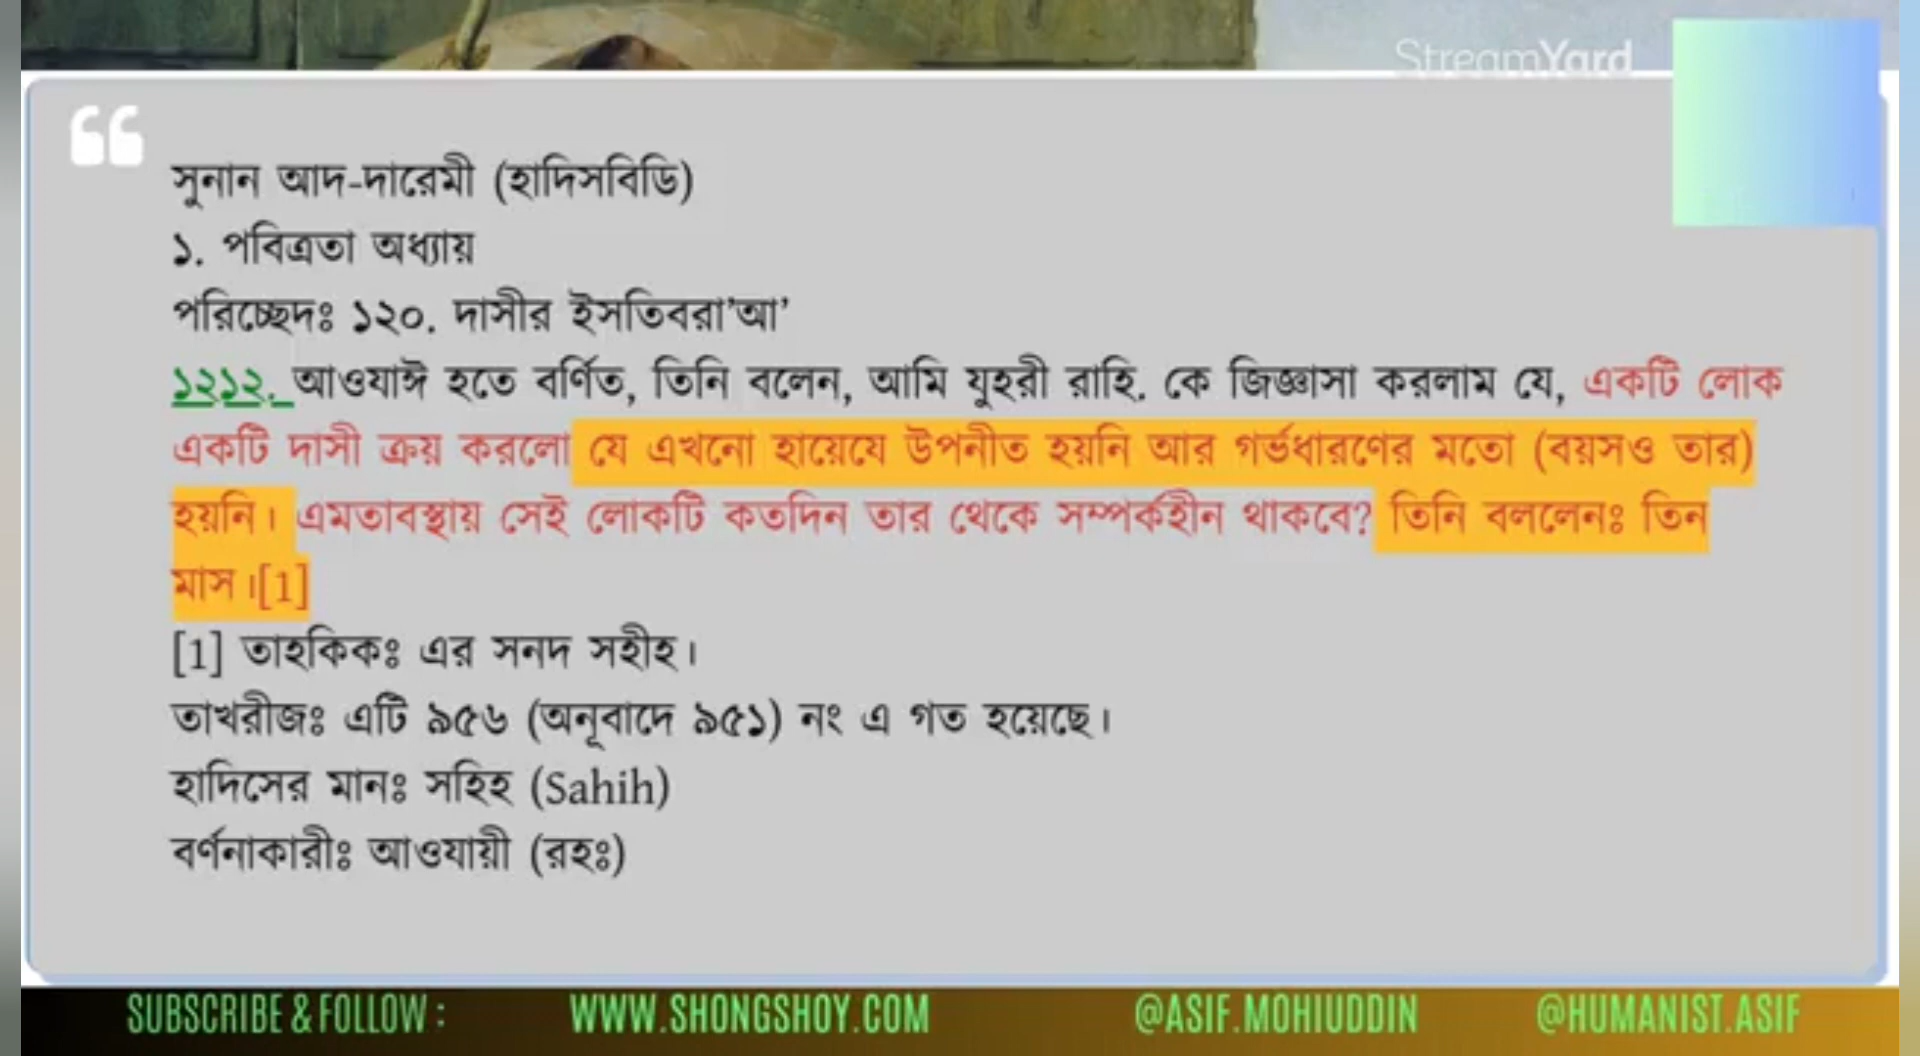 StreamYard
সুনান আদ-দারেমী (হাদিসবিডি)
১. পবিত্রতা অধ্যায়
পরিচ্ছেদঃ ১২০. দাসীর ইসতিবরা’আ’
১২১২. আওযাঈ হতে বর্ণিত, তিনি বলেন, আমি যুহরী রাহি. কে জিজ্ঞাসা করলাম যে, একটি লোক
একটি দাসী ক্রয় করলো যে এখনো হায়েযে উপনীত হয়নি আর গর্ভধারণের মতো (বয়সও তার)
হয়নি। এমতাবস্থায় সেই লোকটি কতদিন তার থেকে সম্পর্কহীন থাকবে? তিনি বললেনঃ তিন
মাস।[1]
[1] তাহকিকঃ এর সনদ সহীহ।
তাখরীজঃ এটি ৯৫৬ (অনূবাদে ৯৫১) নং এ গত হয়েছে।
হাদিসের মানঃ সহিহ (Sahih)
বর্ণনাকারীঃ আওযায়ী (রহঃ)
SUBSCRIBE & FOLLOW : WWW.SHONGSHOY.COM @ASIF.MOHIUDDIN @HUMANIST.ASIF